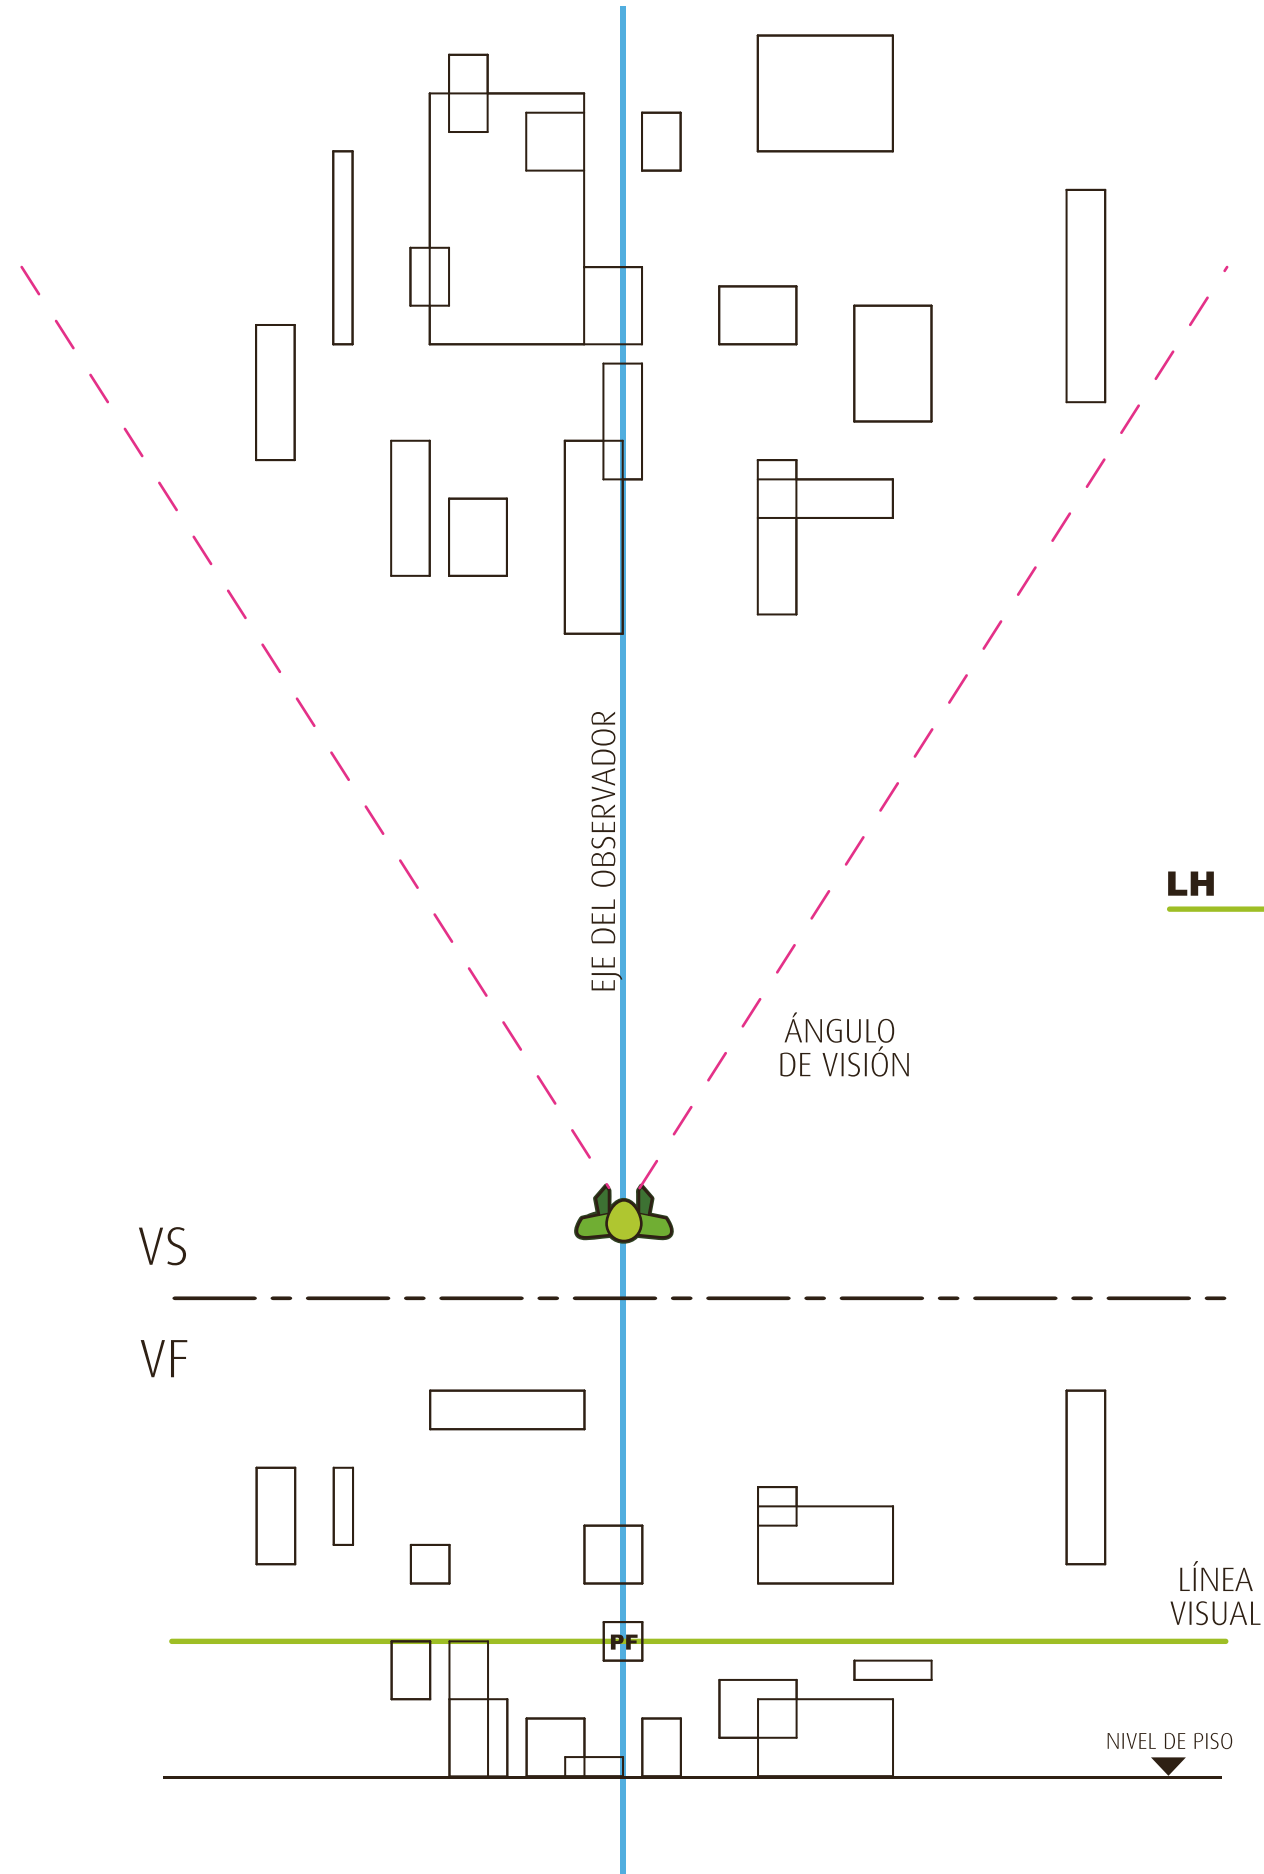 EJE DEL OBSERVADOR
LH
ÁNGULO
DE VISIÓN
VS
VF
LÍNEA
VISUAL
PF
NIVEL DE PISO